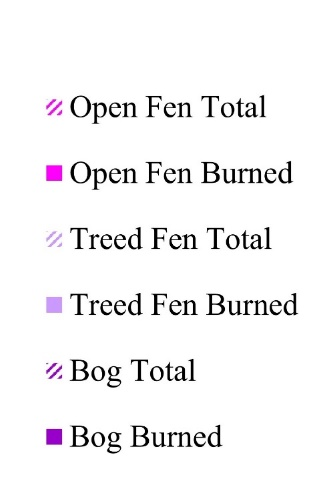 Open Fen Total
Open Fen Burned
Treed Fen Total
Treed Fen Burned
Bog Total
Bog Burned